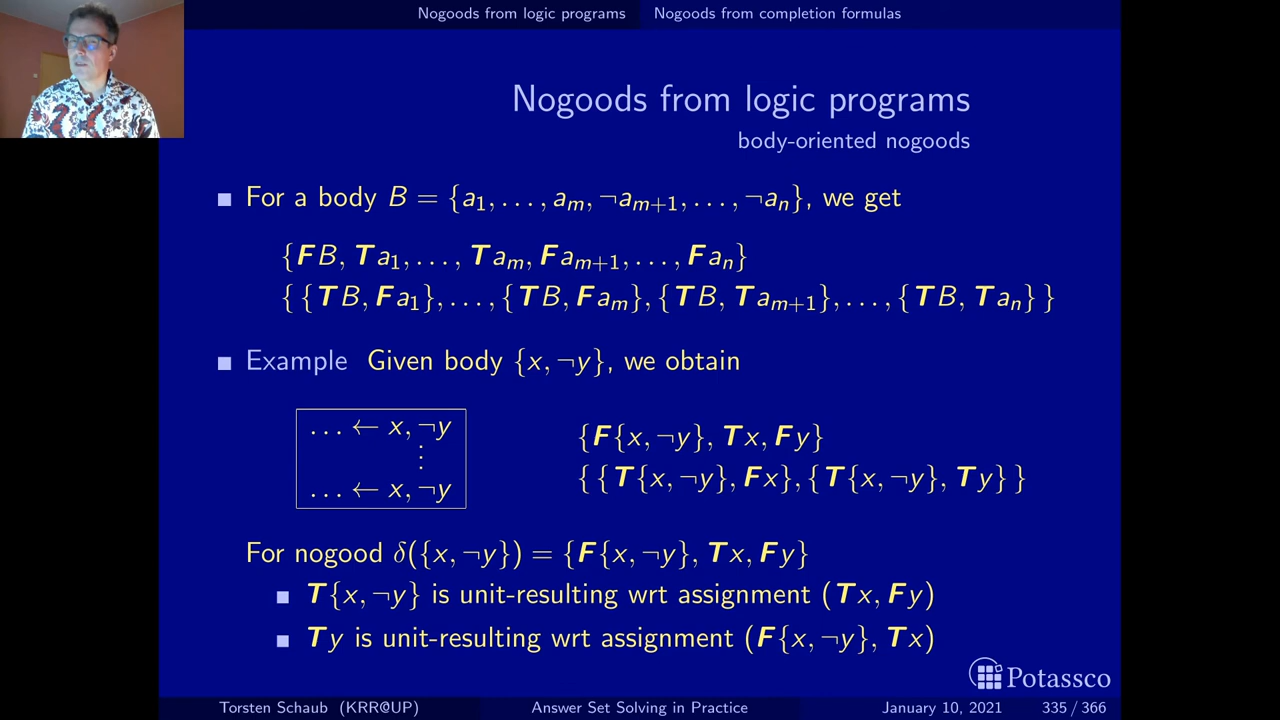 Nogoods from logic programs Nogoods from completion formulas
Nogoods from logic programs
body-oriented nogoods
For a body B = {a₁, . . . , aₘ, ¬aₘ₊₁, . . . , ¬aₙ}, we get
{FB, Ta₁, . . . , Taₘ, Faₘ₊₁, . . . , Faₙ}
{ {TB, Fa₁}, . . . , {TB, Faₘ}, {TB, Taₘ₊₁}, . . . , {TB, Taₙ} }
Example Given body {x, ¬y}, we obtain
. . . ← x, ¬y
⋮
. . . ← x, ¬y
{F{x, ¬y}, Tx, Fy}
{ {T{x, ¬y}, Fx}, {T{x, ¬y}, Ty} }
For nogood δ({x, ¬y}) = {F{x, ¬y}, Tx, Fy}
T{x, ¬y} is unit-resulting wrt assignment (Tx, Fy)
Ty is unit-resulting wrt assignment (F{x, ¬y}, Tx)
Potassco
Torsten Schaub (KRR@UP) Answer Set Solving in Practice January 10, 2021 335 / 366